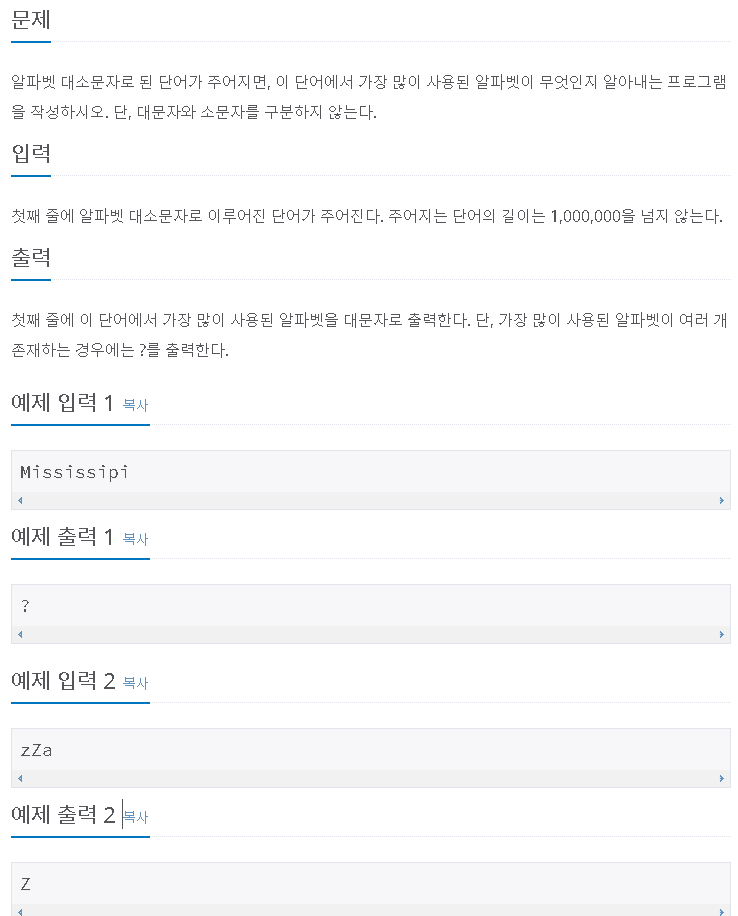 문제
알파벳 대소문자로 된 단어가 주어지면, 이 단어에서 가장 많이 사용된 알파벳이 무엇인지 알아내는 프로그램
을 작성하시오. 단, 대문자와 소문자를 구분하지 않는다.
입력
첫째 줄에 알파벳 대소문자로 이루어진 단어가 주어진다. 주어지는 단어의 길이는 1,000,000을 넘지 않는다.
출력
첫째 줄에 이 단어에서 가장 많이 사용된 알파벳을 대문자로 출력한다. 단, 가장 많이 사용된 알파벳이 여러 개
존재하는 경우에는 ?를 출력한다.
예제 입력 1 복사
Mississipi
예제 출력 1 복사
?
예제 입력 2 복사
zZa
예제 출력 2 복사
Z